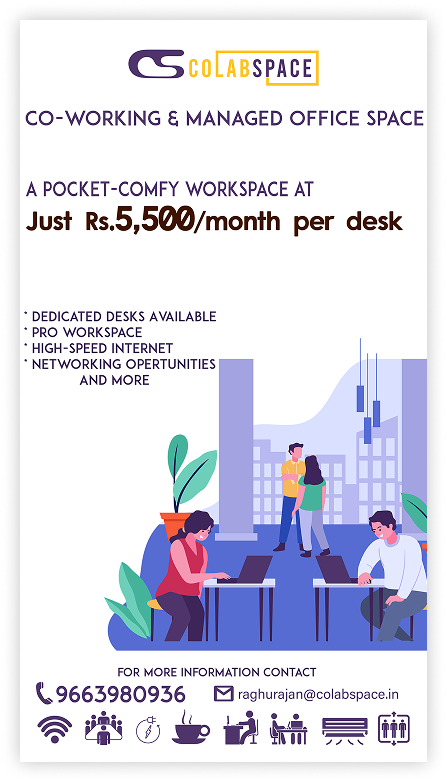 COLABSPACE
CO-WORKING & MANAGED OFFICE SPACE
A POCKET-COMFY WORKSPACE AT
Just Rs.5,500/month per desk
* DEDICATED DESKS AVAILABLE
* PRO WORKSPACE
* HIGH-SPEED INTERNET
* NETWORKING OPERTUNITIES
AND MORE
FOR MORE INFORMATION CONTACT
9663980936 raghurajan@colabspace.in